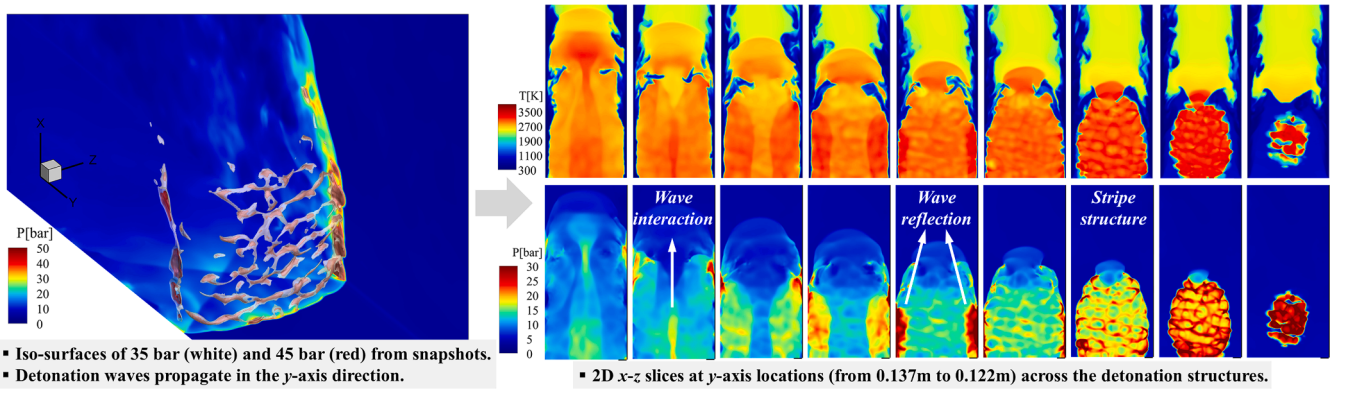 X
Z
Y
P[bar]
50
40
30
20
10
0
▪ Iso-surfaces of 35 bar (white) and 45 bar (red) from snapshots.
▪ Detonation waves propagate in the y-axis direction.
T[K]
3500
2700
1900
1100
300
Wave
interaction
Wave
reflection
Stripe
structure
P[bar]
30
25
20
15
10
5
0
▪ 2D x-z slices at y-axis locations (from 0.137m to 0.122m) across the detonation structures.